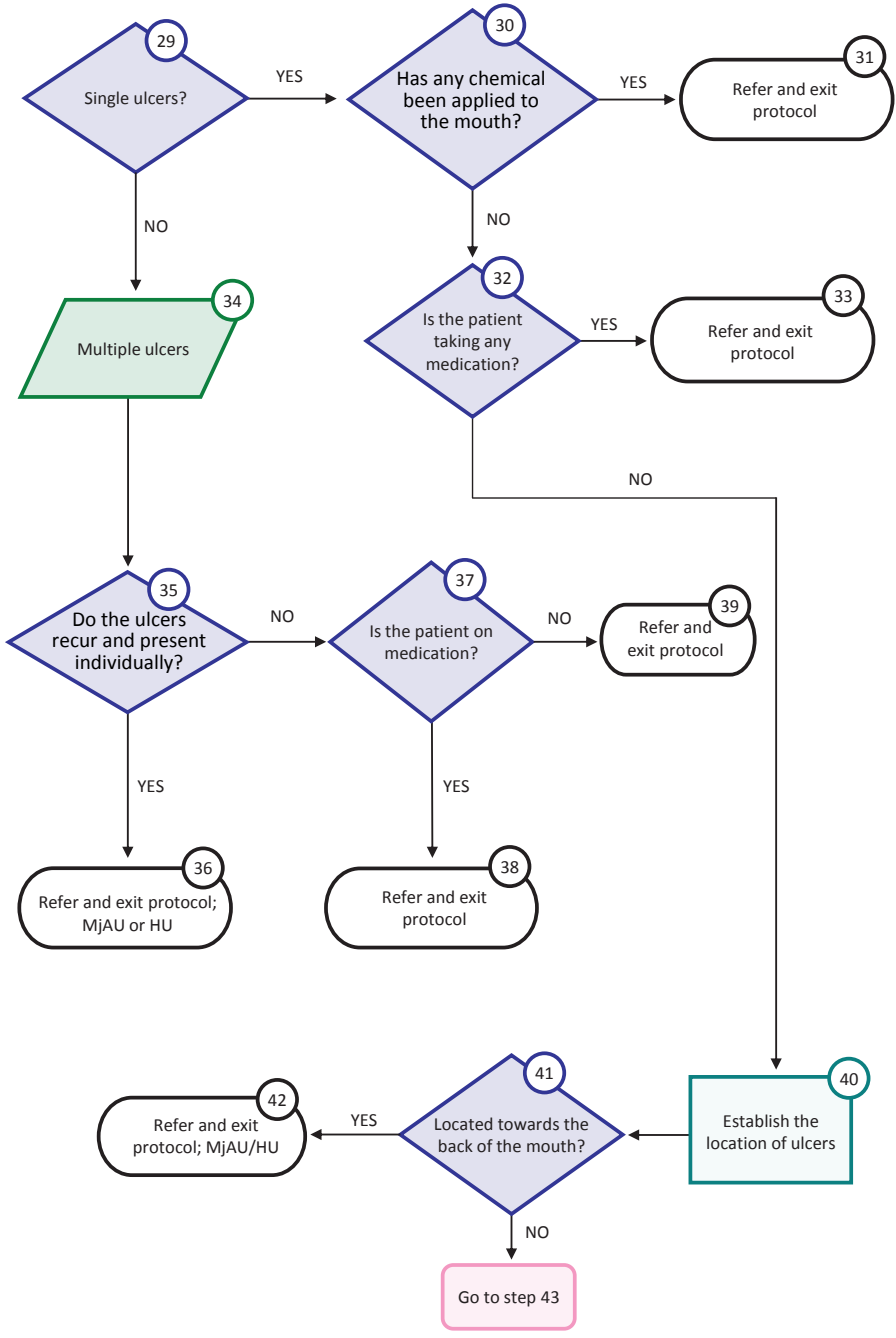 29
Single ulcers?
YES
30
Has any chemical
been applied to
the mouth?
YES
31
Refer and exit
protocol
NO
NO
32
Is the patient
taking any
medication?
YES
33
Refer and exit
protocol
34
Multiple ulcers
NO
35
Do the ulcers
recur and present
individually?
NO
37
Is the patient on
medication?
NO
39
Refer and
exit protocol
YES
YES
36
Refer and exit protocol;
MjAU or HU
38
Refer and exit
protocol
40
Establish the
location of ulcers
41
Located towards the
back of the mouth?
YES
42
Refer and exit
protocol; MjAU/HU
NO
Go to step 43